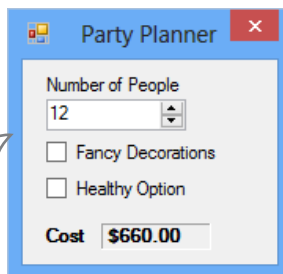 Party Planner
Number of People
12
Fancy Decorations
Healthy Option
Cost $660.00